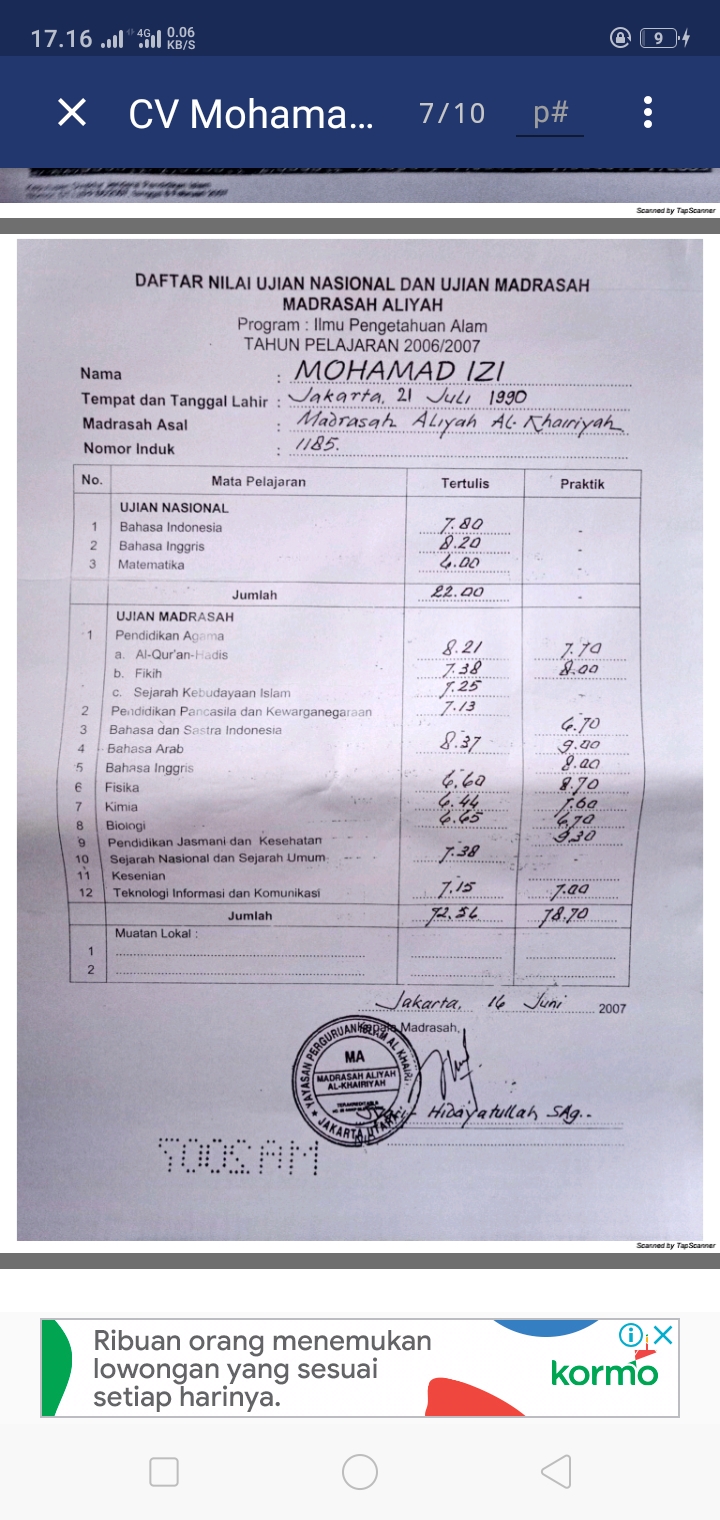 17.16 4G 0.06 KB/S 9
CV Mohama... 7/10 p#
Scanned by TapScanner
DAFTAR NILAI UJIAN NASIONAL DAN UJIAN MADRASAH
MADRASAH ALIYAH
Program : Ilmu Pengetahuan Alam
TAHUN PELAJARAN 2006/2007
Nama : MOHAMAD IZI
Tempat dan Tanggal Lahir : Jakarta, 21 Juli 1990
Madrasah Asal : Madrasah Aliyah Al-Khairiyah
Nomor Induk : 1185.
No. Mata Pelajaran Tertulis Praktik
UJIAN NASIONAL
1 Bahasa Indonesia 7.80 -
2 Bahasa Inggris 8.20 -
3 Matematika 6.00 -
Jumlah 22.00 -
UJIAN MADRASAH
1 Pendidikan Agama
a. Al-Qur'an-Hadis 8.21 7.70
b. Fikih 7.38 8.00
c. Sejarah Kebudayaan Islam 7.25 -
2 Pendidikan Pancasila dan Kewarganegaraan 7.13
3 Bahasa dan Sastra Indonesia - 6.70
4 Bahasa Arab 8.37 9.00
5 Bahasa Inggris - 8.00
6 Fisika 6.60 8.70
7 Kimia 6.44 7.60
8 Biologi 6.65 6.70
9 Pendidikan Jasmani dan Kesehatan - 9.30
10 Sejarah Nasional dan Sejarah Umum 7.38 -
11 Kesenian -
12 Teknologi Informasi dan Komunikasi 7.15 7.00
Jumlah 72.56 78.70
Muatan Lokal :
1
2
Jakarta, 16 Juni 2007
Kepala Madrasah,
YAYASAN PERGURUAN ISLAM AL KHAIRI
MA
MADRASAH ALIYAH
AL-KHAIRIYAH
JAKARTA UTARA
Hidayatullah SAg..
MA2007
Scanned by TapScanner
Ribuan orang menemukan
lowongan yang sesuai
setiap harinya.
kormo